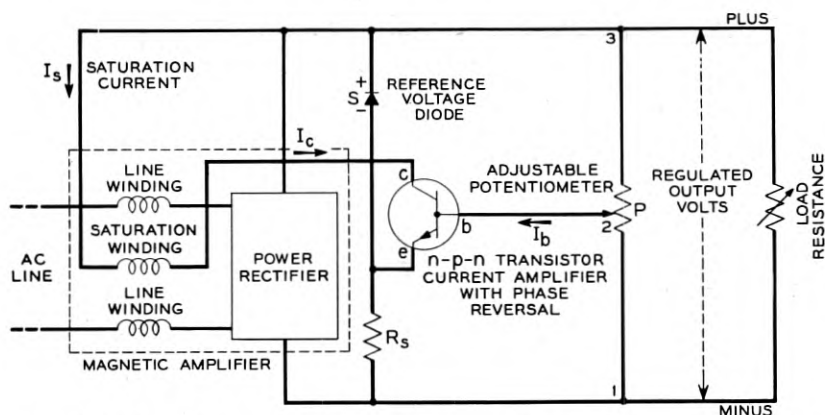 PLUS
3
Is
SATURATION
CURRENT
+
S
−
REFERENCE
VOLTAGE
DIODE
Ic
LINE
WINDING
c
ADJUSTABLE
POTENTIOMETER
REGULATED
OUTPUT
VOLTS
LOAD
RESISTANCE
P
2
SATURATION
WINDING
b
Ib
e
AC
LINE
POWER
RECTIFIER
n-p-n TRANSISTOR
CURRENT AMPLIFIER
WITH PHASE
REVERSAL
LINE
WINDING
Rs
MAGNETIC AMPLIFIER
1
MINUS